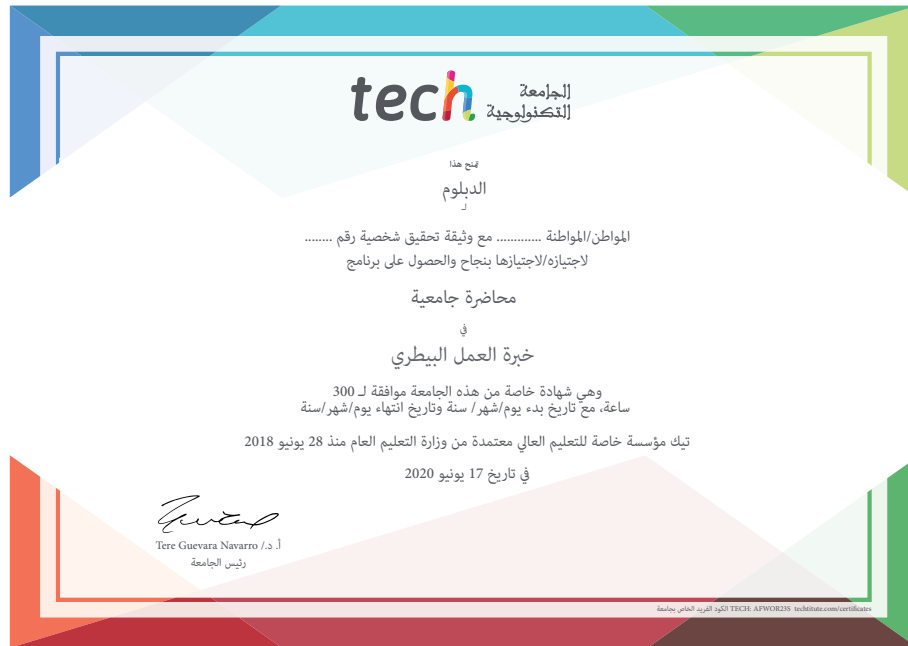 tech الجامعة
التكنولوجية
يمنح هذا
الدبلوم
لـ
المواطن/المواطنة ............. مع وثيقة تحقيق شخصية رقم ........
لاجتيازه/لاجتيازها بنجاح والحصول على برنامج
محاضرة جامعية
في
خبرة العمل البيطري
وهي شهادة خاصة من هذه الجامعة موافقة لـ 300
ساعة، مع تاريخ بدء يوم/شهر/ سنة وتاريخ انتهاء يوم/شهر/سنة
تيك مؤسسة خاصة للتعليم العالي معتمدة من وزارة التعليم العام منذ 28 يونيو 2018
في تاريخ 17 يونيو 2020
أ. د./ Tere Guevara Navarro
رئيس الجامعة
الكود الفريد الخاص بجامعة TECH: AFWOR23S techtitute.com/certificates